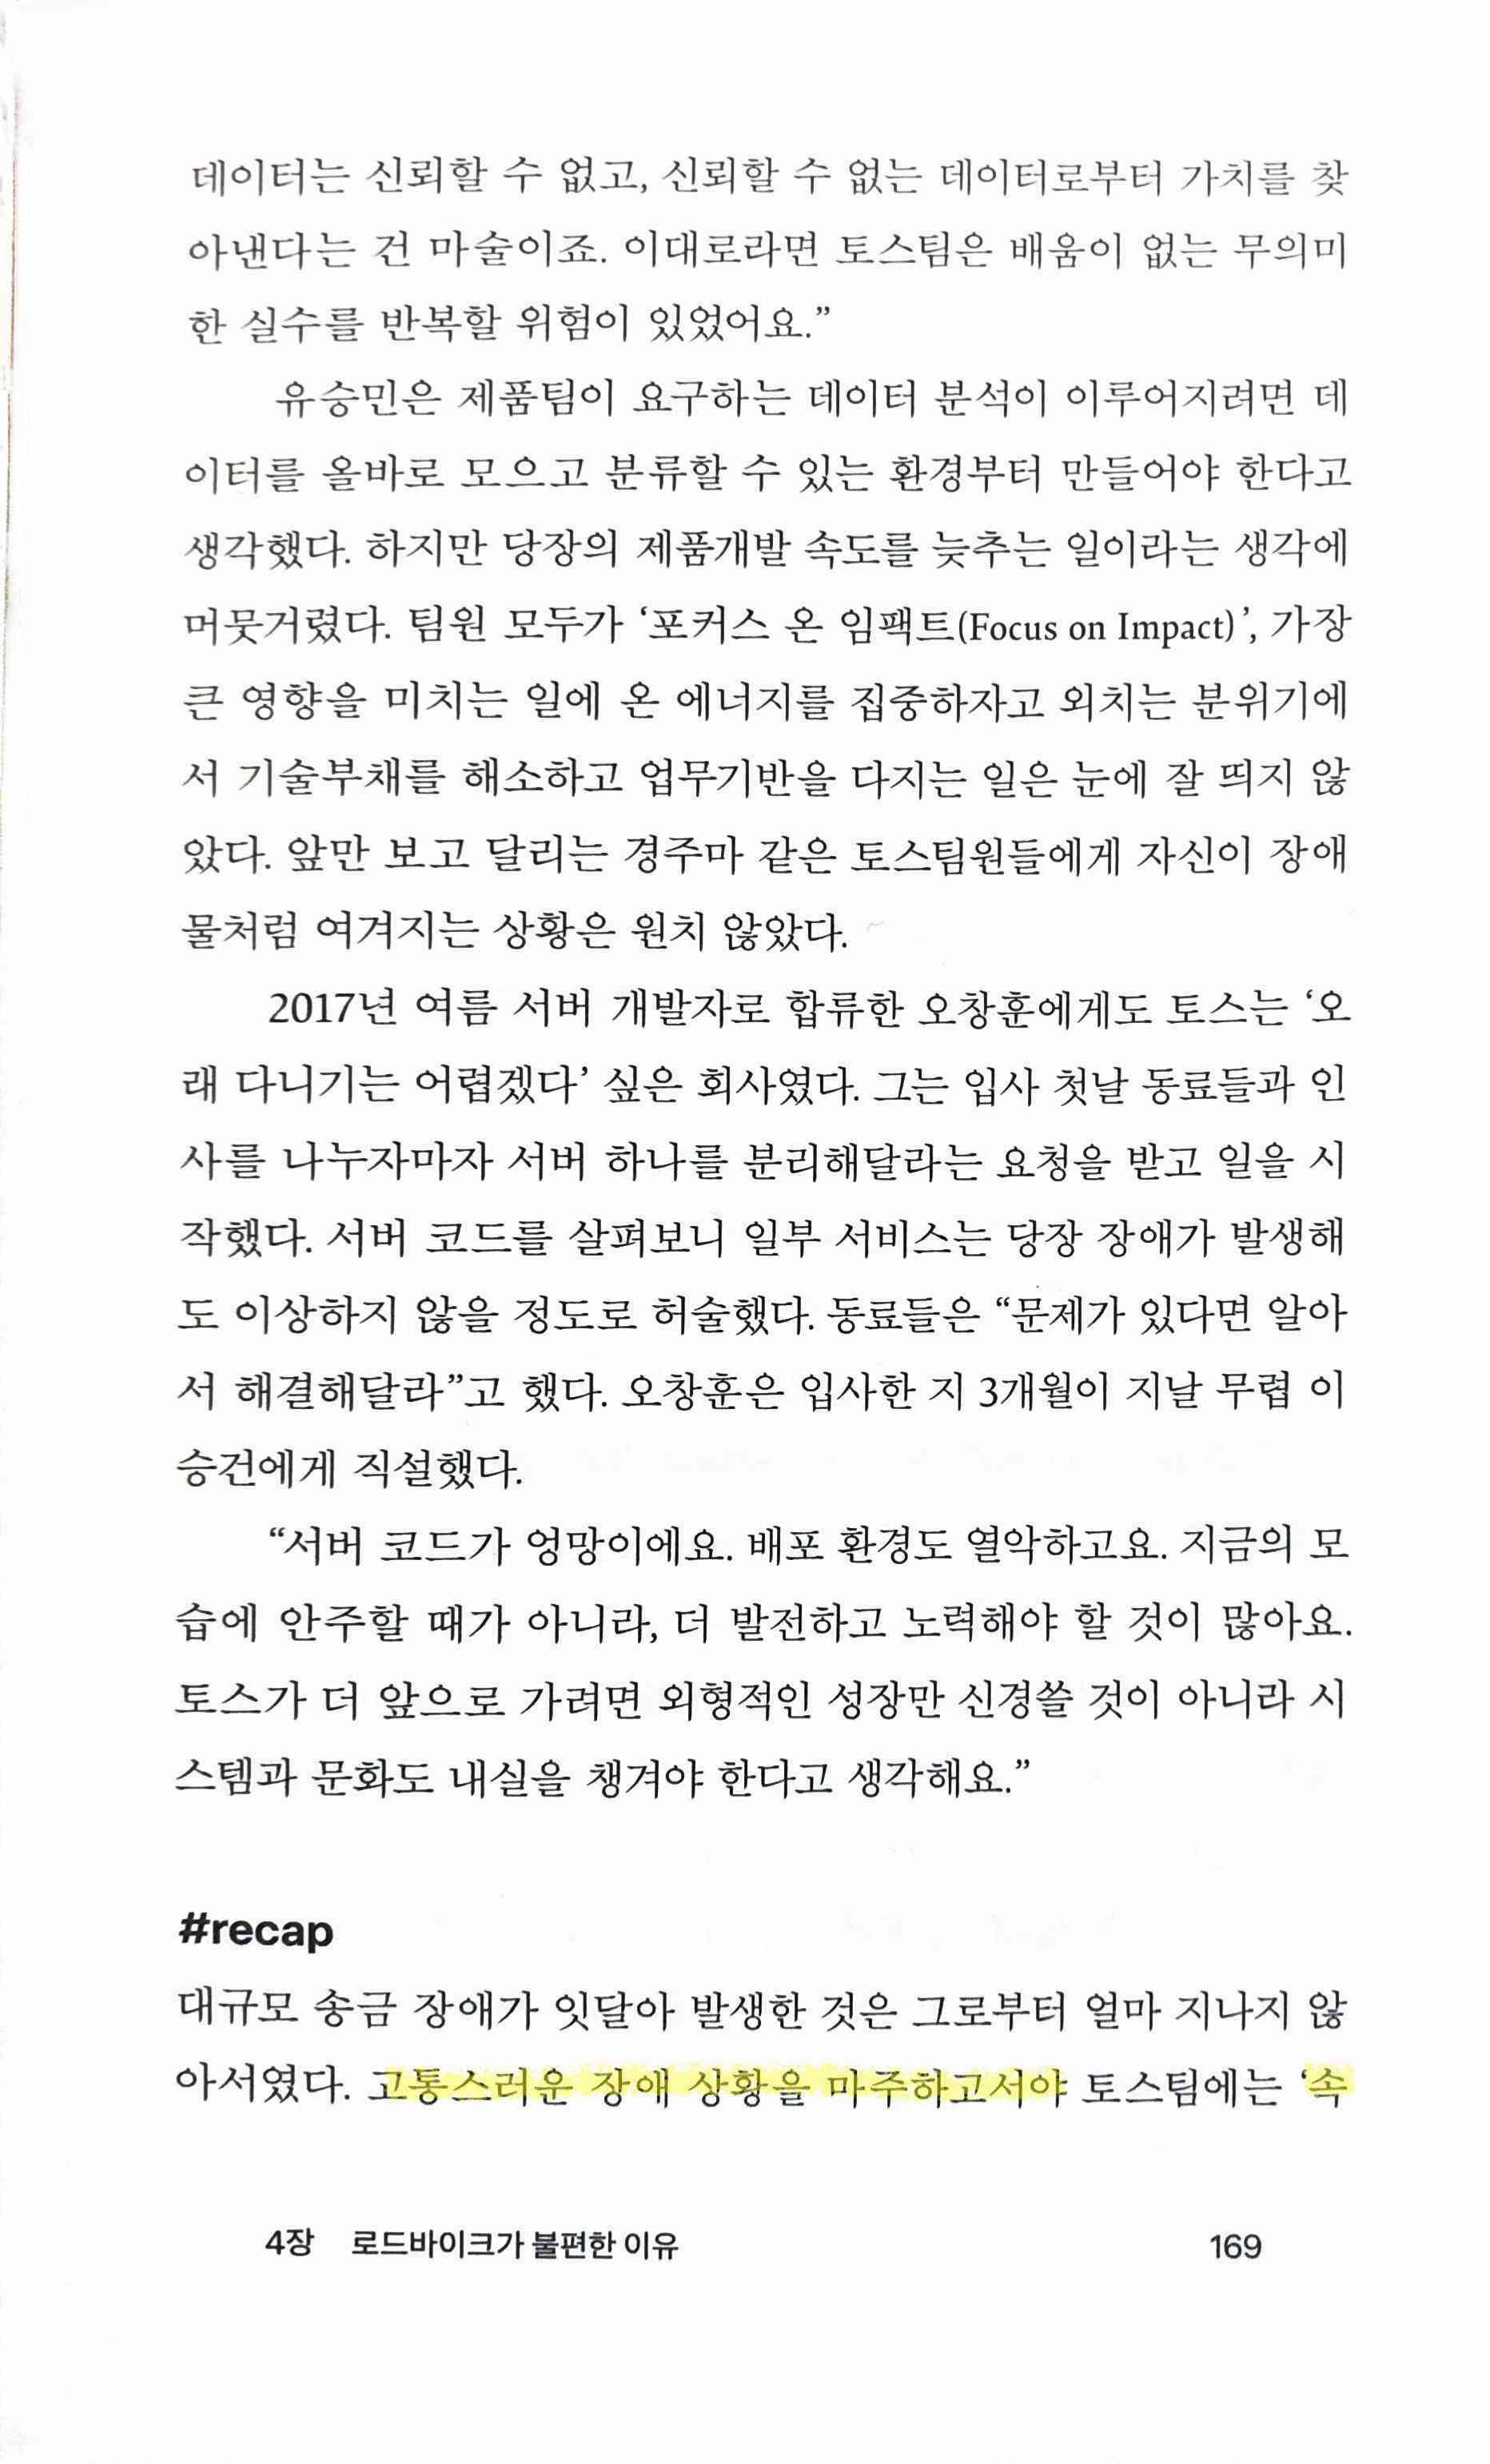 데이터는 신뢰할 수 없고, 신뢰할 수 없는 데이터로부터 가치를 찾
아낸다는 건 마술이죠. 이대로라면 토스팀은 배움이 없는 무의미
한 실수를 반복할 위험이 있었어요.”
유승민은 제품팀이 요구하는 데이터 분석이 이루어지려면 데
이터를 올바로 모으고 분류할 수 있는 환경부터 만들어야 한다고
생각했다. 하지만 당장의 제품개발 속도를 늦추는 일이라는 생각에
머뭇거렸다. 팀원 모두가 ‘포커스 온 임팩트(Focus on Impact)’, 가장
큰 영향을 미치는 일에 온 에너지를 집중하자고 외치는 분위기에
서 기술부채를 해소하고 업무기반을 다지는 일은 눈에 잘 띄지 않
았다. 앞만 보고 달리는 경주마 같은 토스팀원들에게 자신이 장애
물처럼 여겨지는 상황은 원치 않았다.
2017년 여름 서버 개발자로 합류한 오창훈에게도 토스는 ‘오
래 다니기는 어렵겠다’ 싶은 회사였다. 그는 입사 첫날 동료들과 인
사를 나누자마자 서버 하나를 분리해달라는 요청을 받고 일을 시
작했다. 서버 코드를 살펴보니 일부 서비스는 당장 장애가 발생해
도 이상하지 않을 정도로 허술했다. 동료들은 “문제가 있다면 알아
서 해결해달라”고 했다. 오창훈은 입사한 지 3개월이 지날 무렵 이
승건에게 직설했다.
“서버 코드가 엉망이에요. 배포 환경도 열악하고요. 지금의 모
습에 안주할 때가 아니라, 더 발전하고 노력해야 할 것이 많아요.
토스가 더 앞으로 가려면 외형적인 성장만 신경쓸 것이 아니라 시
스템과 문화도 내실을 챙겨야 한다고 생각해요.”
#recap
대규모 송금 장애가 잇달아 발생한 것은 그로부터 얼마 지나지 않
아서였다. 고통스러운 장애 상황을 마주하고서야 토스팀에는 ‘속
4장 로드바이크가 불편한 이유 169